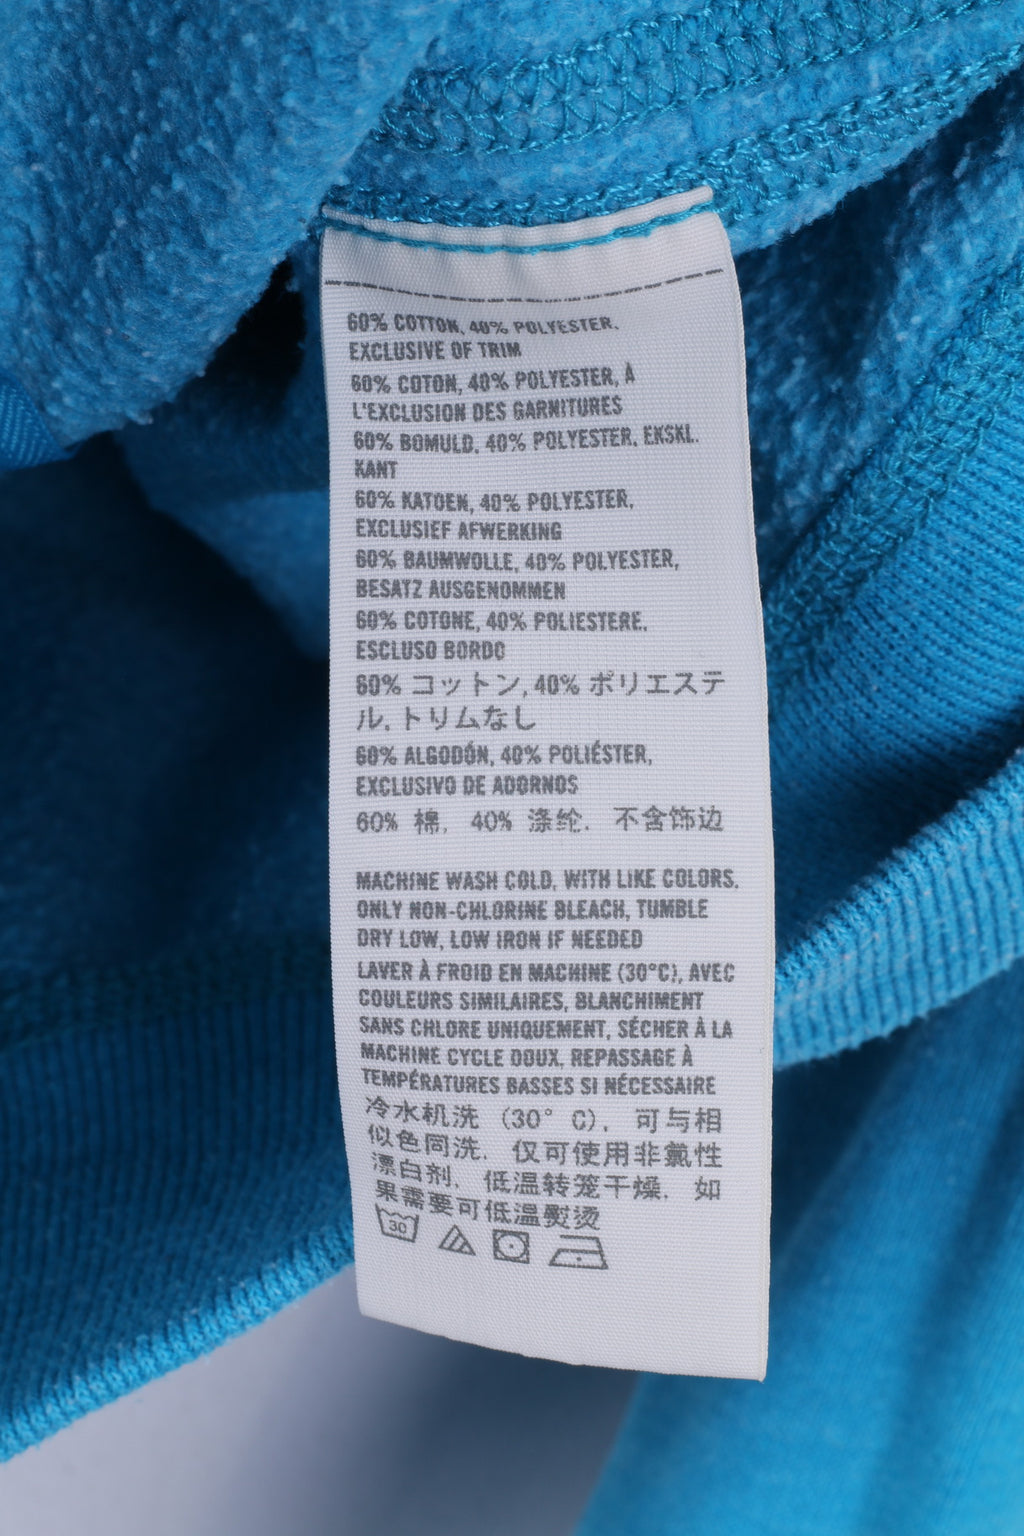 60% COTTON, 40% POLYESTER,
EXCLUSIVE OF TRIM
60% COTON, 40% POLYESTER, À
L'EXCLUSION DES GARNITURES
60% BOMULD, 40% POLYESTER, EKSKL.
KANT
60% KATOEN, 40% POLYESTER,
EXCLUSIEF AFWERKING
60% BAUMWOLLE, 40% POLYESTER,
BESATZ AUSGENOMMEN
60% COTONE, 40% POLIESTERE,
ESCLUSO BORDO
60% コットン, 40% ポリエステ
ル, トリムなし
60% ALGODÓN, 40% POLIÉSTER,
EXCLUSIVO DE ADORNOS
60% 棉, 40% 涤纶, 不含饰边
MACHINE WASH COLD, WITH LIKE COLORS,
ONLY NON-CHLORINE BLEACH, TUMBLE
DRY LOW, LOW IRON IF NEEDED
LAVER À FROID EN MACHINE (30°C), AVEC
COULEURS SIMILAIRES, BLANCHIMENT
SANS CHLORE UNIQUEMENT, SÉCHER À LA
MACHINE CYCLE DOUX, REPASSAGE À
TEMPÉRATURES BASSES SI NÉCESSAIRE
冷水机洗 (30°C), 可与相
似色同洗, 仅可使用非氯性
漂白剂, 低温转笼干燥, 如
果需要可低温熨烫
30